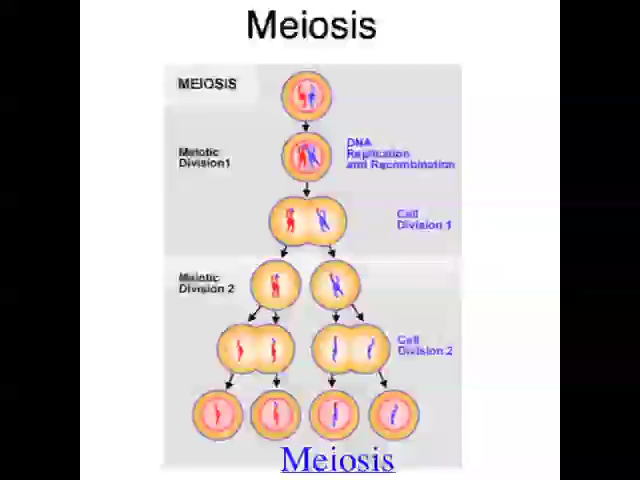 Meiosis
MEIOSIS
Meiotic
Division1
DNA
Replication
and Recombination
Cell
Division 1
Meiotic
Division 2
Cell
Division 2
Meiosis